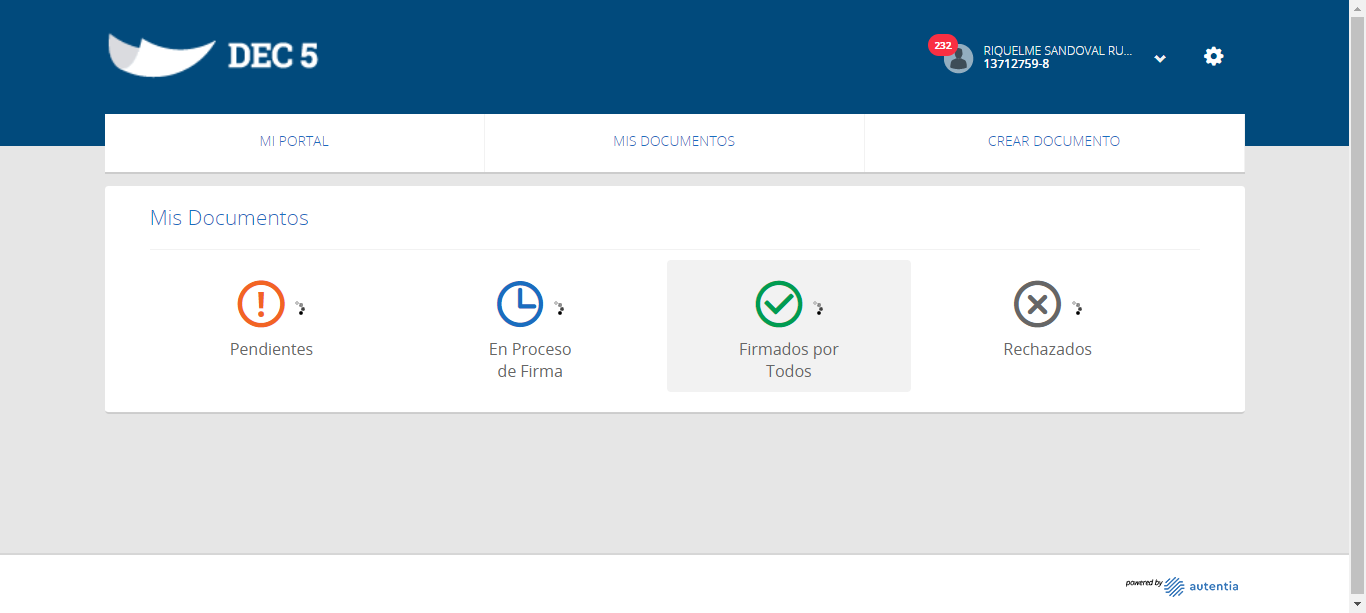 DEC 5
232
RIQUELME SANDOVAL RU...
13712759-8
MI PORTAL
MIS DOCUMENTOS
CREAR DOCUMENTO
Mis Documentos
Pendientes
En Proceso
de Firma
Firmados por
Todos
Rechazados
powered by
autentia